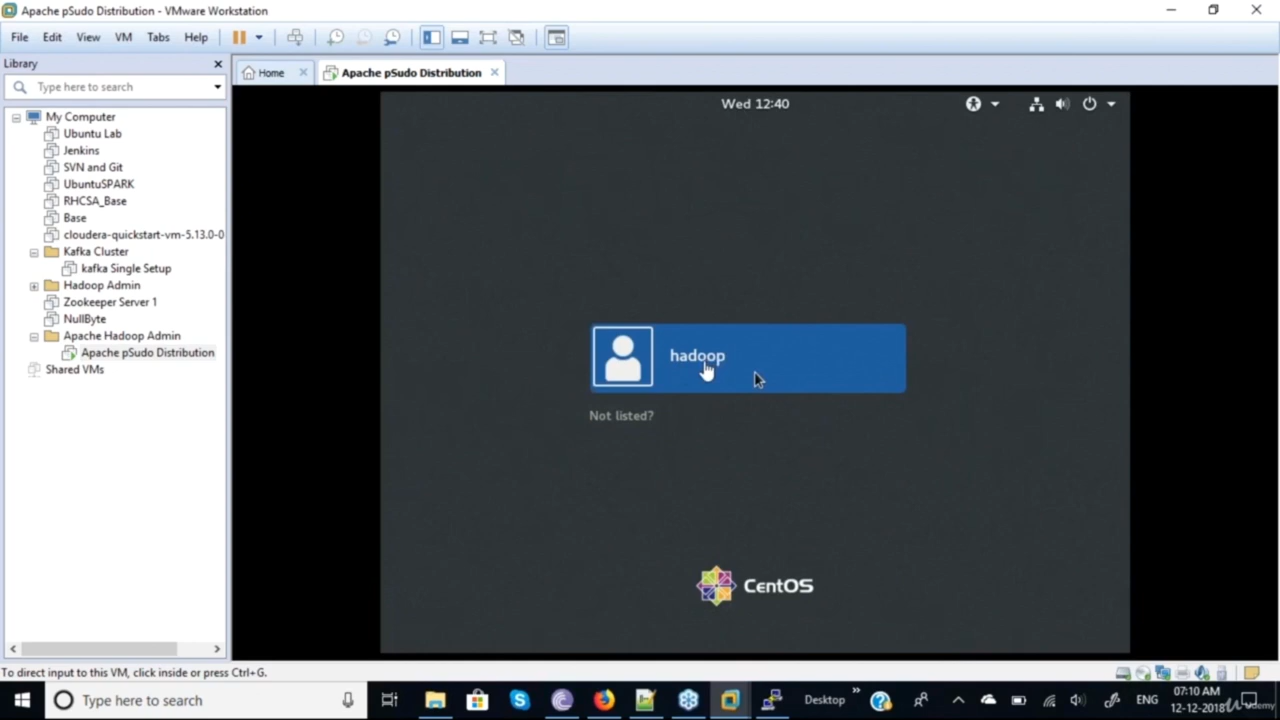 Apache pSudo Distribution - VMware Workstation
File Edit View VM Tabs Help
Library
Type here to search
Home
Apache pSudo Distribution
My Computer
Ubuntu Lab
Jenkins
SVN and Git
UbuntuSPARK
RHCSA_Base
Base
cloudera-quickstart-vm-5.13.0-0
Kafka Cluster
kafka Single Setup
Hadoop Admin
Zookeeper Server 1
NullByte
Apache Hadoop Admin
Apache pSudo Distribution
Shared VMs
Wed 12:40
hadoop
Not listed?
CentOS
To direct input to this VM, click inside or press Ctrl+G.
Type here to search
Desktop
ENG
07:10 AM
12-12-2018
Udemy